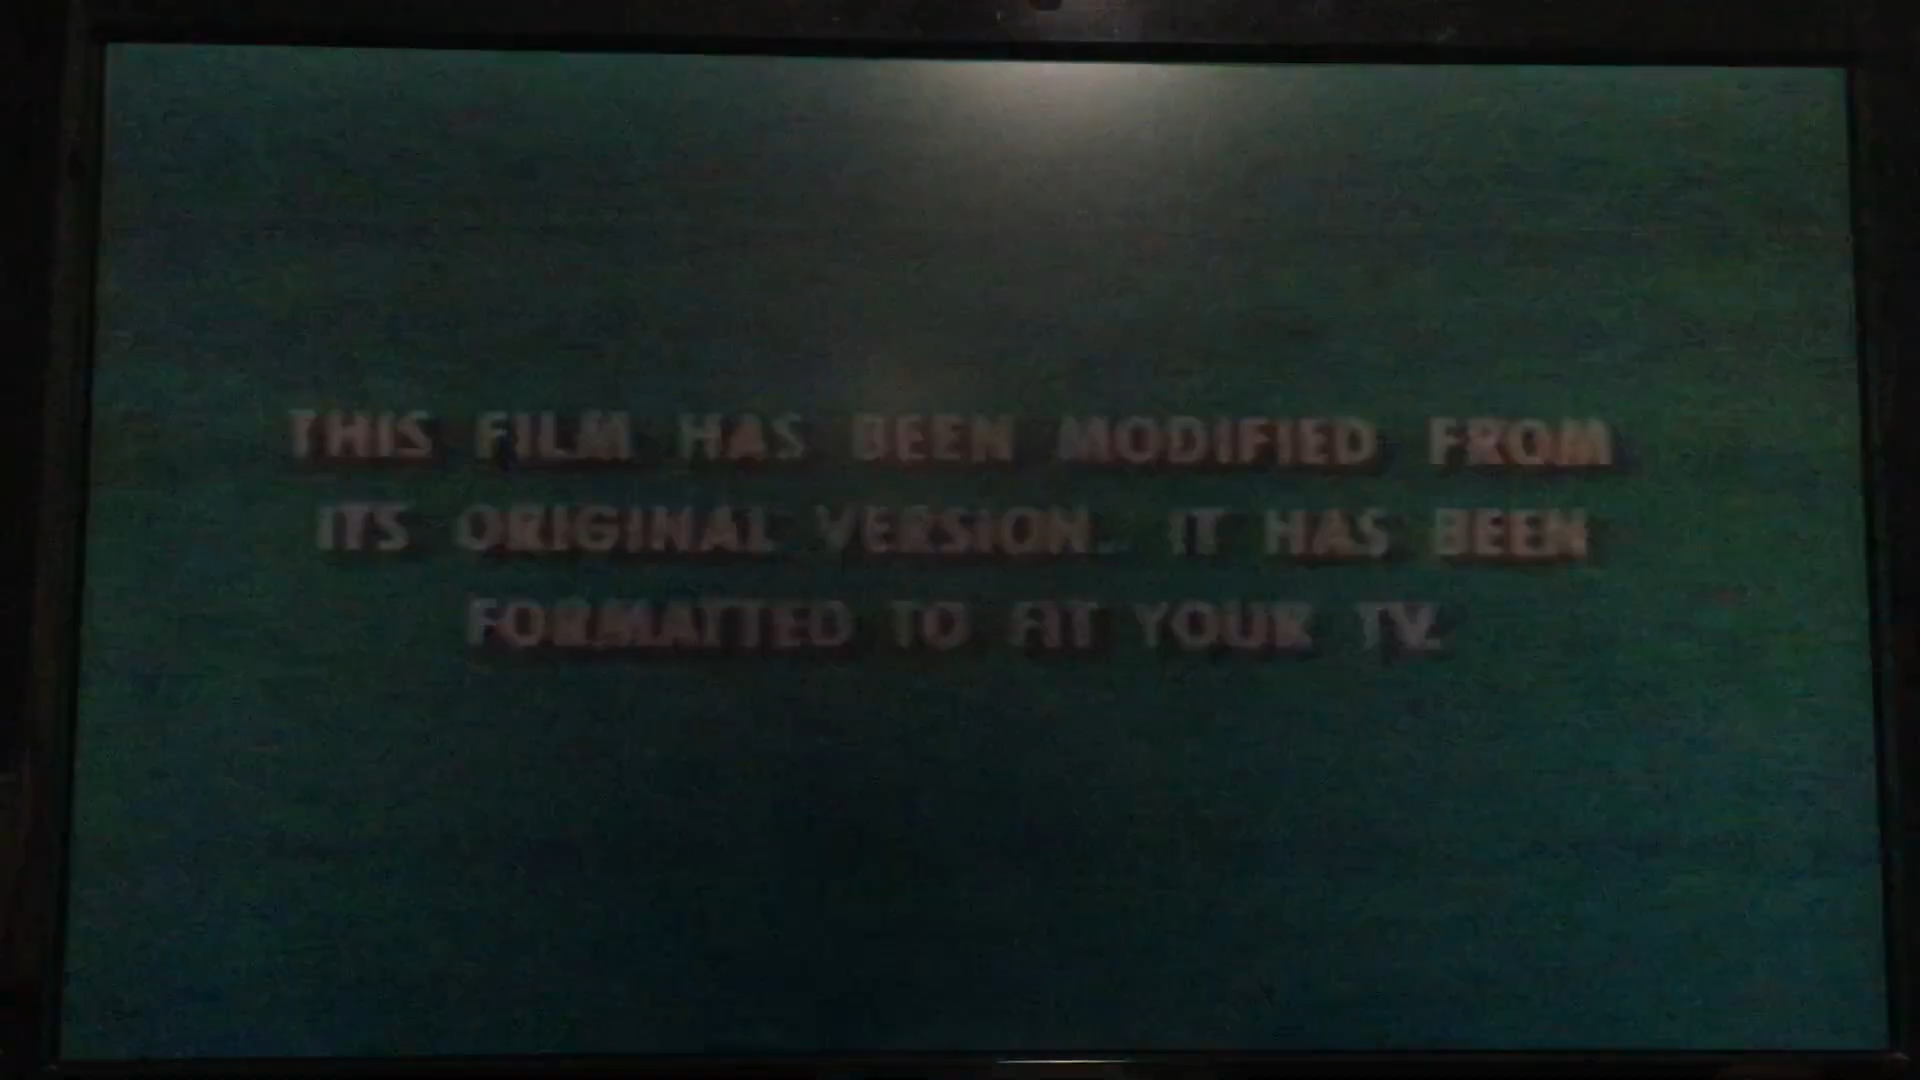 THIS FILM HAS BEEN MODIFIED FROM
ITS ORIGINAL VERSION. IT HAS BEEN
FORMATTED TO FIT YOUR TV.